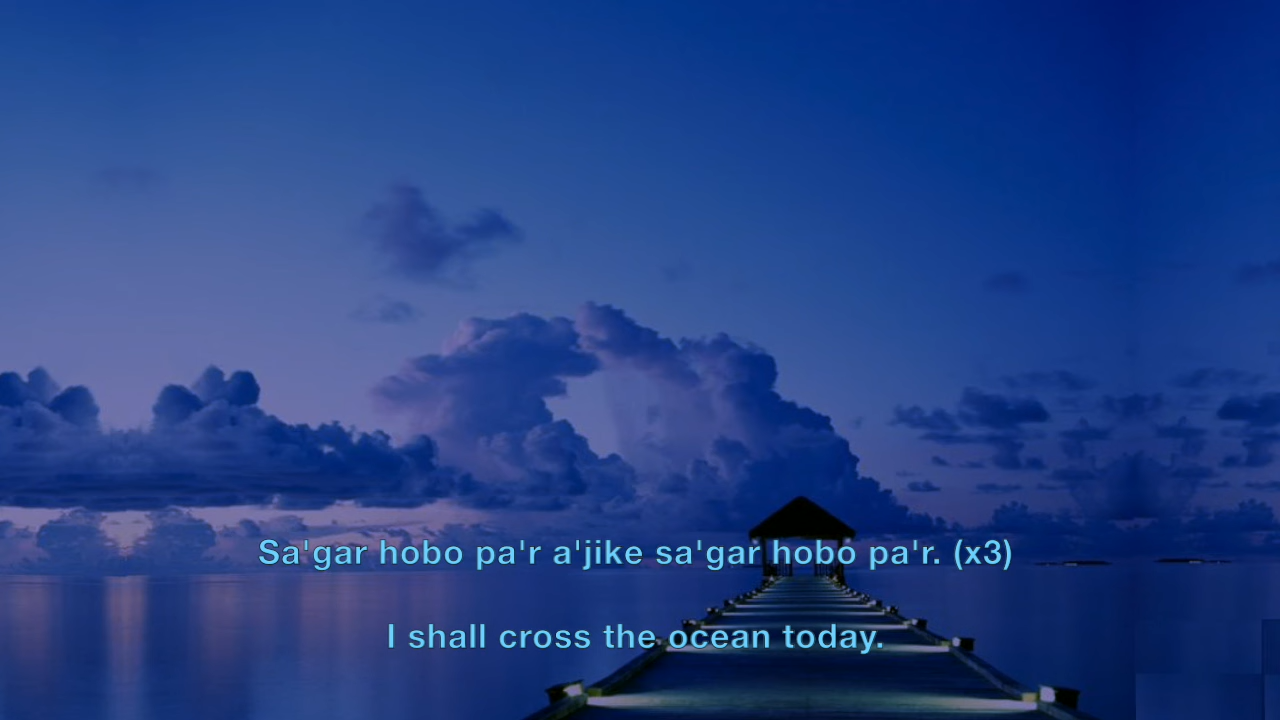 Sa'gar hobo pa'r a'jike sa'gar hobo pa'r. (x3)
I shall cross the ocean today.